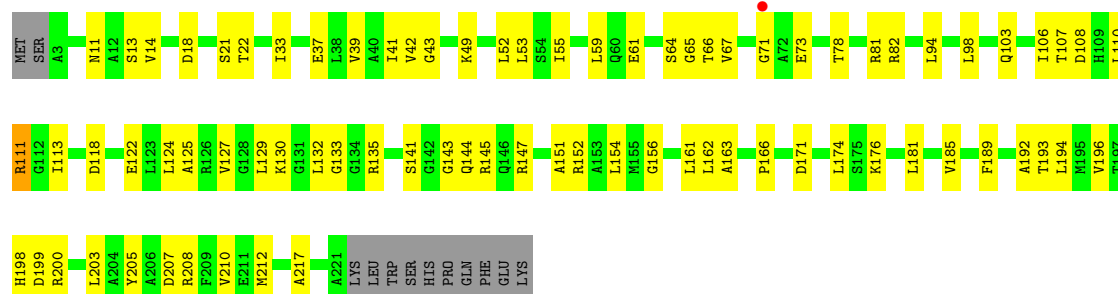 MET SER A3 N11 A12 S13 V14 D18 S21 T22 I33 E37 L38 V39 A40 I41 V42 G43 K49 L52 L53 S54 I55 L59 Q60 E61 S64 G65 T66 V67 G71 A72 E73 T78 R81 R82 L94 L98 Q103 I106 T107 D108 H109
R111 G112 I113 D118 E122 L123 L124 A125 R126 V127 G128 L129 K130 G131 L132 G133 G134 R135 S141 G142 G143 Q144 R145 Q146 R147 A151 R152 A153 L154 M155 G156 L161 L162 A163 P166 D171 L174 S175 K176 L181 V185 F189 A192 T193 L194 M195 V196
H198 D199 R200 L203 A204 Y205 A206 D207 R208 F209 V210 E211 M212 A217 A221 LYS LEU TRP SER HIS PRO GLN PHE GLU LYS